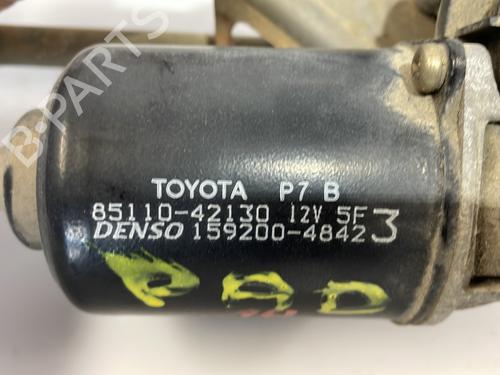 B-PARTS
TOYOTA P7 B
85110-42130 12V 5F 3
DENSO 159200-4842